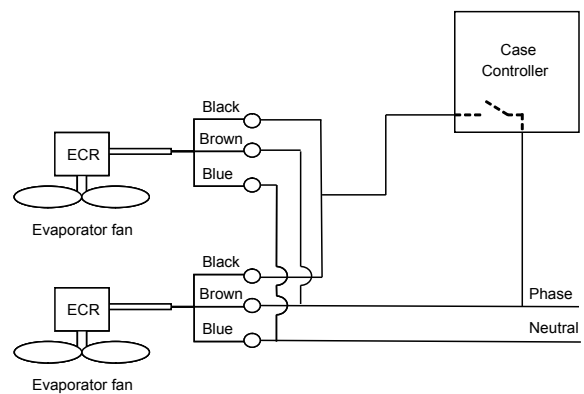 Case
Controller
Black
Brown
Blue
ECR
Evaporator fan
Black
Brown
Blue
ECR
Evaporator fan
Phase
Neutral